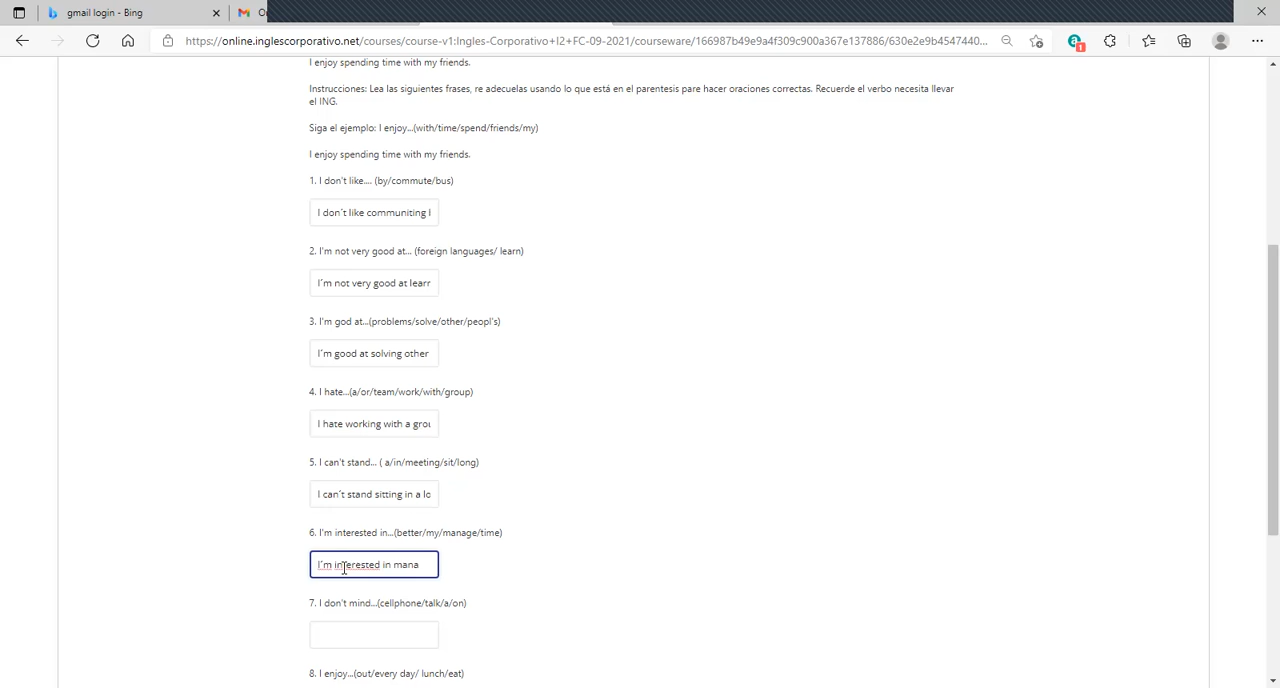 gmail login - Bing
https://online.inglescorporativo.net/courses/course-v1:Ingles-Corporativo+I2+FC-09-2021/courseware/166987b49e9a4f309c900a367e137886/630e2e9b4547440...
1
I enjoy spending time with my friends.
Instrucciones: Lea las siguientes frases, re adecuelas usando lo que está en el parentesis pare hacer oraciones correctas. Recuerde el verbo necesita llevar
el ING.
Siga el ejemplo: I enjoy...(with/time/spend/friends/my)
I enjoy spending time with my friends.
1. I don't like.... (by/commute/bus)
I don´t like communiting
2. I'm not very good at... (foreign languages/ learn)
I´m not very good at learn
3. I'm god at...(problems/solve/other/peopl's)
I´m good at solving other
4. I hate...(a/or/team/work/with/group)
I hate working with a grou
5. I can't stand... ( a/in/meeting/sit/long)
I can´t stand sitting in a lo
6. I'm interested in...(better/my/manage/time)
I´m interested in mana
7. I don't mind...(cellphone/talk/a/on)
8. I enjoy...(out/every day/ lunch/eat)